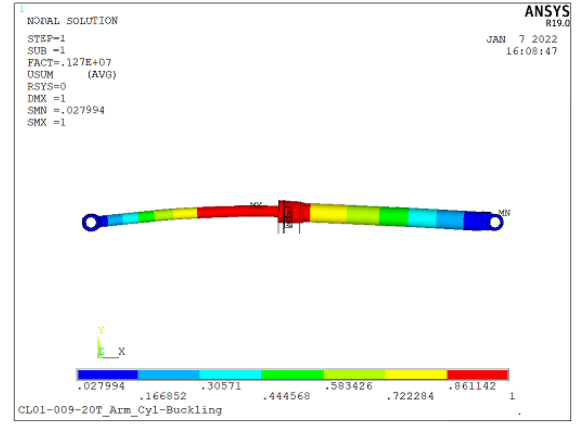 1
NODAL SOLUTION
ANSYS
R19.0
STEP=1
SUB =1
FACT=.127E+07
USUM (AVG)
RSYS=0
DMX =1
SMN =.027994
SMX =1
JAN 7 2022
16:08:47
MX
MN
Y
Z X
.027994 .30571 .583426 .861142
.166852 .444568 .722284 1
CL01-009-20T_Arm_Cyl-Buckling